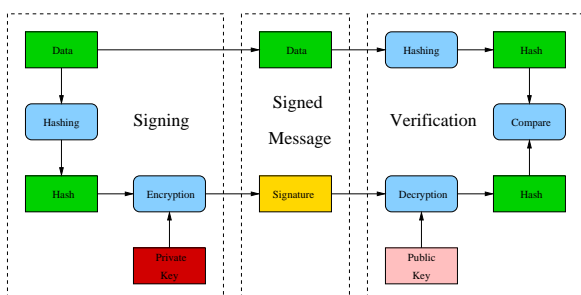 Data
Data
Hashing
Hash
Hashing
Signing
Signed
Message
Verification
Compare
Hash
Encryption
Signature
Decryption
Hash
Private
Key
Public
Key